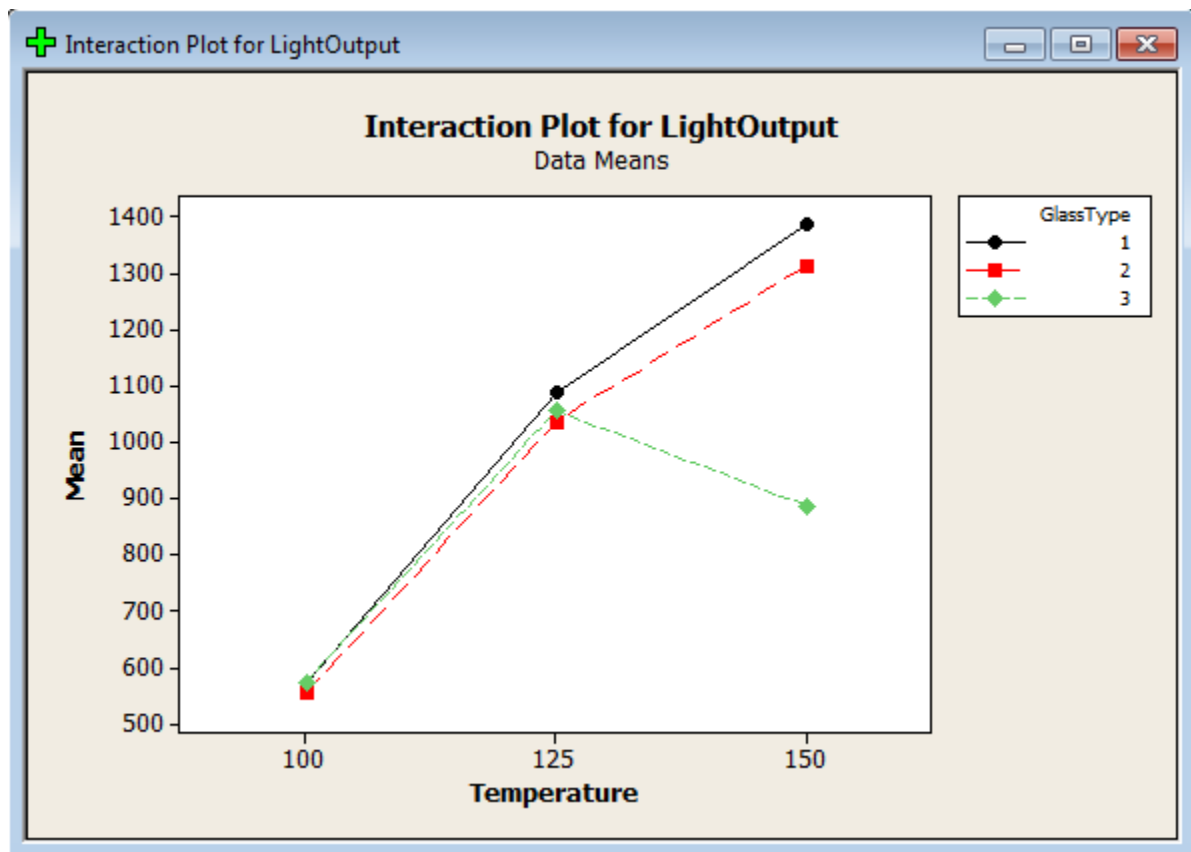 Interaction Plot for LightOutput
Interaction Plot for LightOutput
Data Means
1400
1300
1200
1100
1000
900
800
700
600
500
Mean
100 125 150
Temperature
GlassType
1
2
3